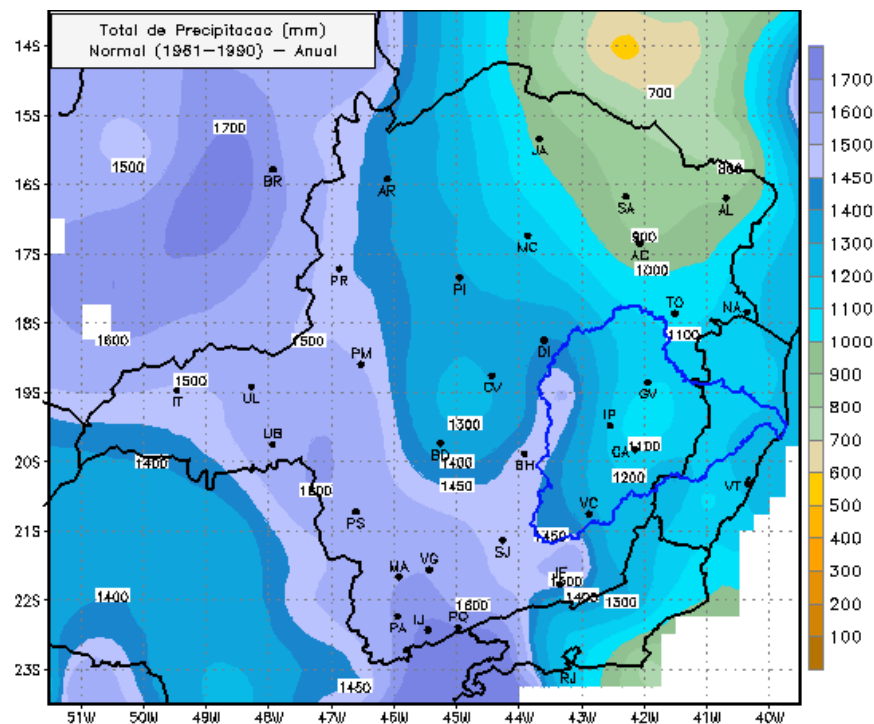 Total de Precipitacao (mm)
Normal (1961–1990) – Anual
14S
15S
16S
17S
18S
19S
20S
21S
22S
23S
51W
50W
49W
48W
47W
46W
45W
44W
43W
42W
41W
40W
1700
1600
1500
1450
1400
1300
1200
1100
1000
900
800
700
600
500
400
300
200
100
700
1700
1500
JA
800
BR
AR
SA
AL
MC
900
AC
1000
PR
PI
TO
NA
1100
1600
1500
DI
PM
1500
IT
UL
CV
GV
1300
IP
UB
BD
1400
BH
CA
1100
1400
1450
1200
VT
1600
VC
PS
1450
SJ
MA
VG
JF
1500
1400
1400
1300
1600
PA
IJ
PQ
RJ
1450